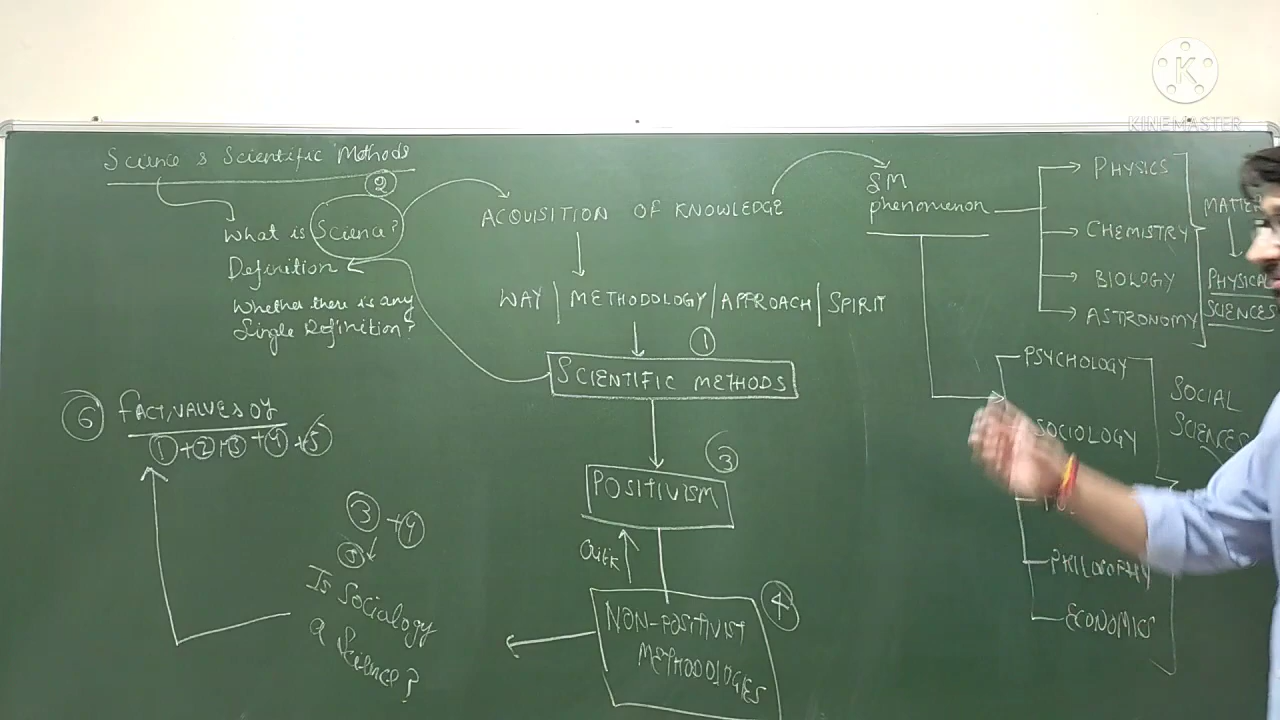 Science & Scientific Methods
②
What is Science?
Definition
Whether there is any
Single Definition?
ACQUISITION OF KNOWLEDGE
WAY | METHODOLOGY / APPROACH | SPIRIT
①
SCIENTIFIC METHODS
③
POSITIVISM
Critik
④
NON-POSITIVIST
METHODOLOGIES
⑥ fact, values of
① + ② + ③ + ④ + ⑤
③ + ④
⑤
Is Sociology
a Science?
phenomenon
PHYSICS
CHEMISTRY
BIOLOGY
ASTRONOMY
MATTER
PHYSICAL
SCIENCES
PSYCHOLOGY
SOCIOLOGY
PHILOSOPHY
ECONOMICS
SOCIAL
SCIENCES
K
KINEMASTER